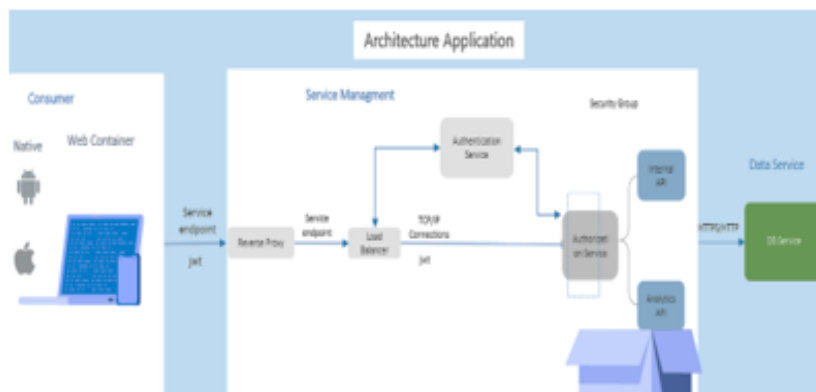 Architecture Application
Consumer
Native
Web Container
Service
endpoint
jwt
Service Managment
Reverse Proxy
Service
endpoint
Load
Balancer
Authentication
Service
TCP/IP
Connections
jwt
Security Group
Authorizati
on Service
Internal
API
Analytics
API
HTTPS/HTTP
Data Service
DB Service